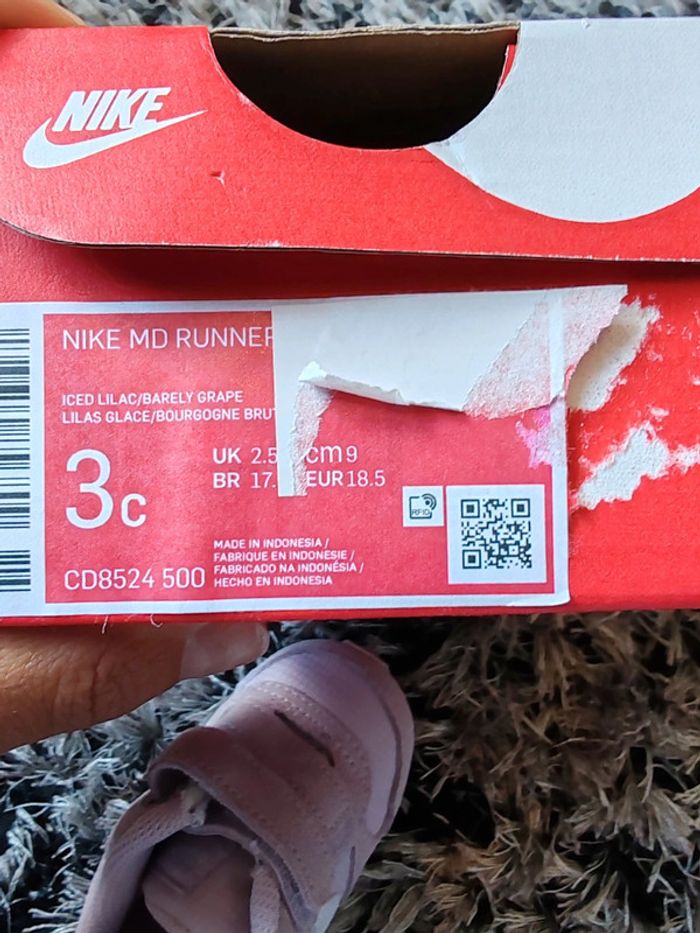 NIKE
NIKE MD RUNNER
ICED LILAC/BARELY GRAPE
LILAS GLACE/BOURGOGNE BRUT
3C
UK 2.5 cm 9
BR 17. EUR 18.5
RFID
CD8524 500
MADE IN INDONESIA /
FABRIQUE EN INDONESIE /
FABRICADO NA INDONÉSIA /
HECHO EN INDONESIA